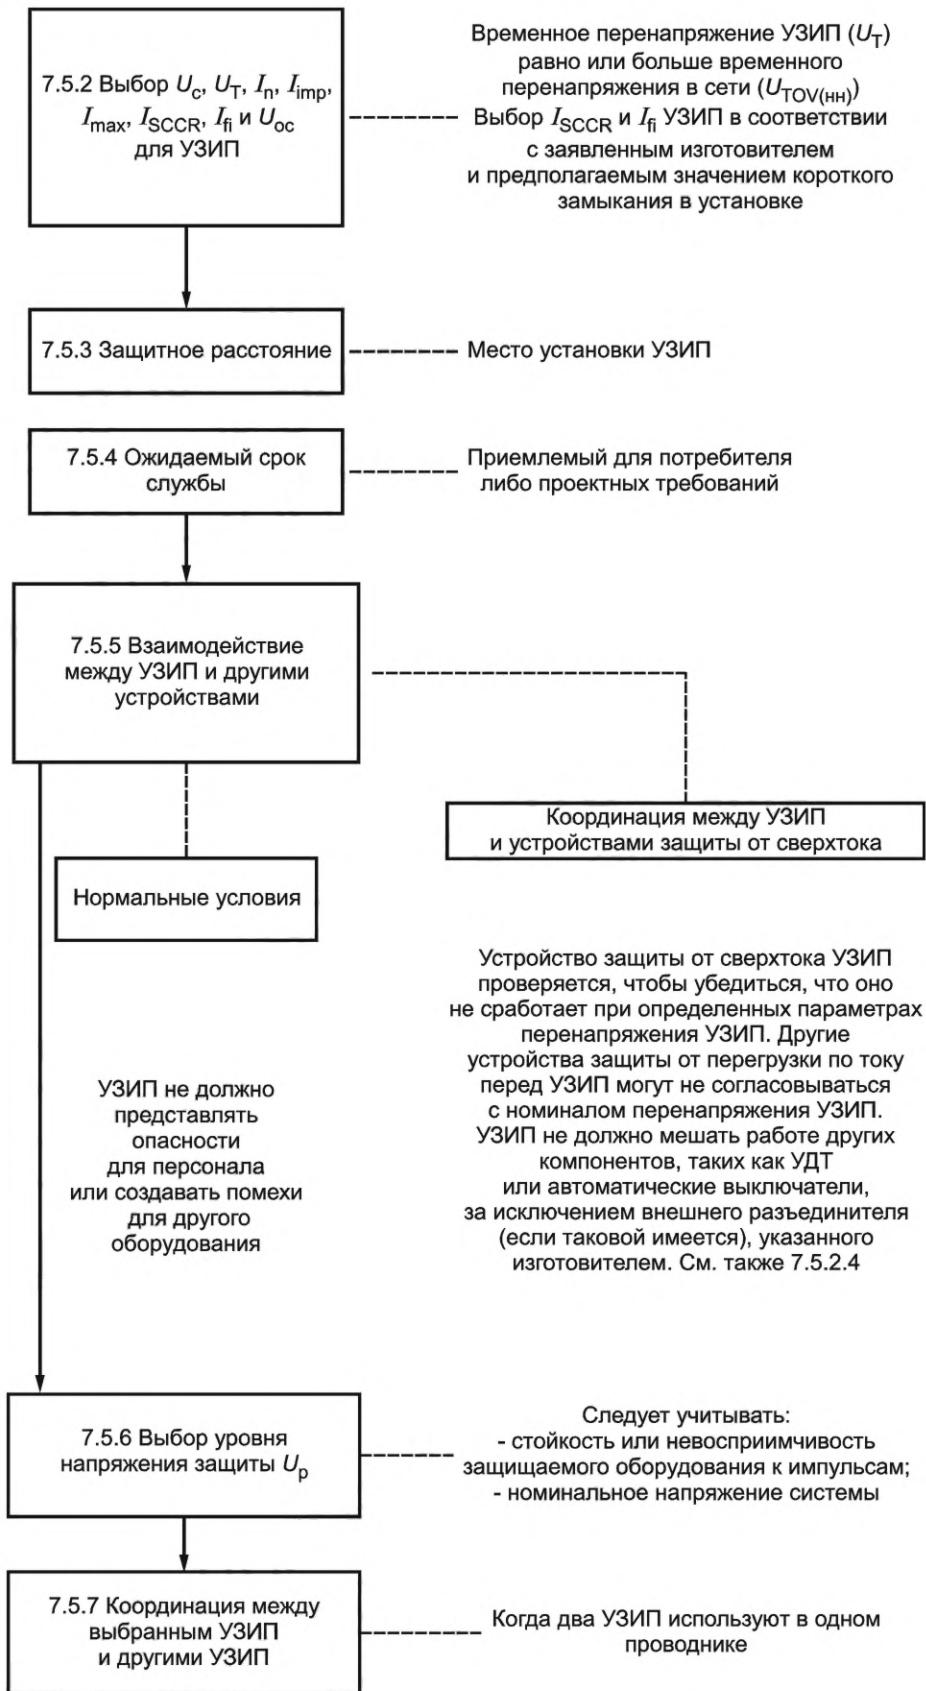 7.5.2 Выбор Uc, UT, In, Iimp,
Imax, ISCCR, Ifi и Uoc
для УЗИП
Временное перенапряжение УЗИП (UT)
равно или больше временного
перенапряжения в сети (UTOV(нн))
Выбор ISCCR и Ifi УЗИП в соответствии
с заявленным изготовителем
и предполагаемым значением короткого
замыкания в установке
7.5.3 Защитное расстояние
Место установки УЗИП
7.5.4 Ожидаемый срок
службы
Приемлемый для потребителя
либо проектных требований
7.5.5 Взаимодействие
между УЗИП и другими
устройствами
Координация между УЗИП
и устройствами защиты от сверхтока
Нормальные условия
Устройство защиты от сверхтока УЗИП
проверяется, чтобы убедиться, что оно
не сработает при определенных параметрах
перенапряжения УЗИП. Другие
устройства защиты от перегрузки по току
перед УЗИП могут не согласовываться
с номиналом перенапряжения УЗИП.
УЗИП не должно мешать работе других
компонентов, таких как УДТ
или автоматические выключатели,
за исключением внешнего разъединителя
(если таковой имеется), указанного
изготовителем. См. также 7.5.2.4
УЗИП не должно
представлять
опасности
для персонала
или создавать помехи
для другого
оборудования
7.5.6 Выбор уровня
напряжения защиты Up
Следует учитывать:
- стойкость или невосприимчивость
защищаемого оборудования к импульсам;
- номинальное напряжение системы
7.5.7 Координация между
выбранным УЗИП
и другими УЗИП
Когда два УЗИП используют в одном
проводнике